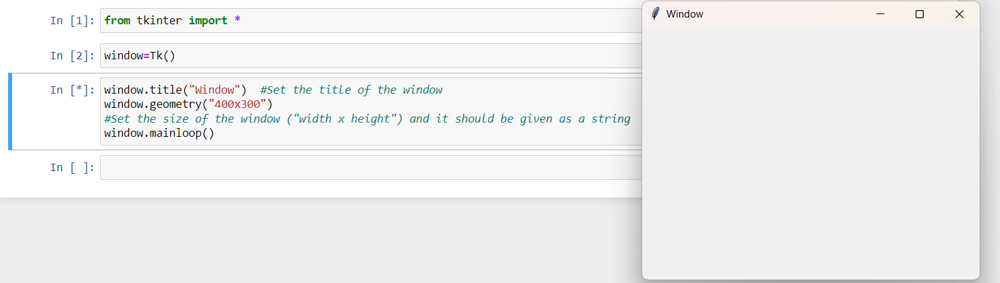 In [1]: from tkinter import *
In [2]: window=Tk()
In [*]: window.title("Window")  #Set the title of the window
window.geometry("400x300")
#Set the size of the window ("width x height") and it should be given as a string
window.mainloop()
In [ ]:
Window